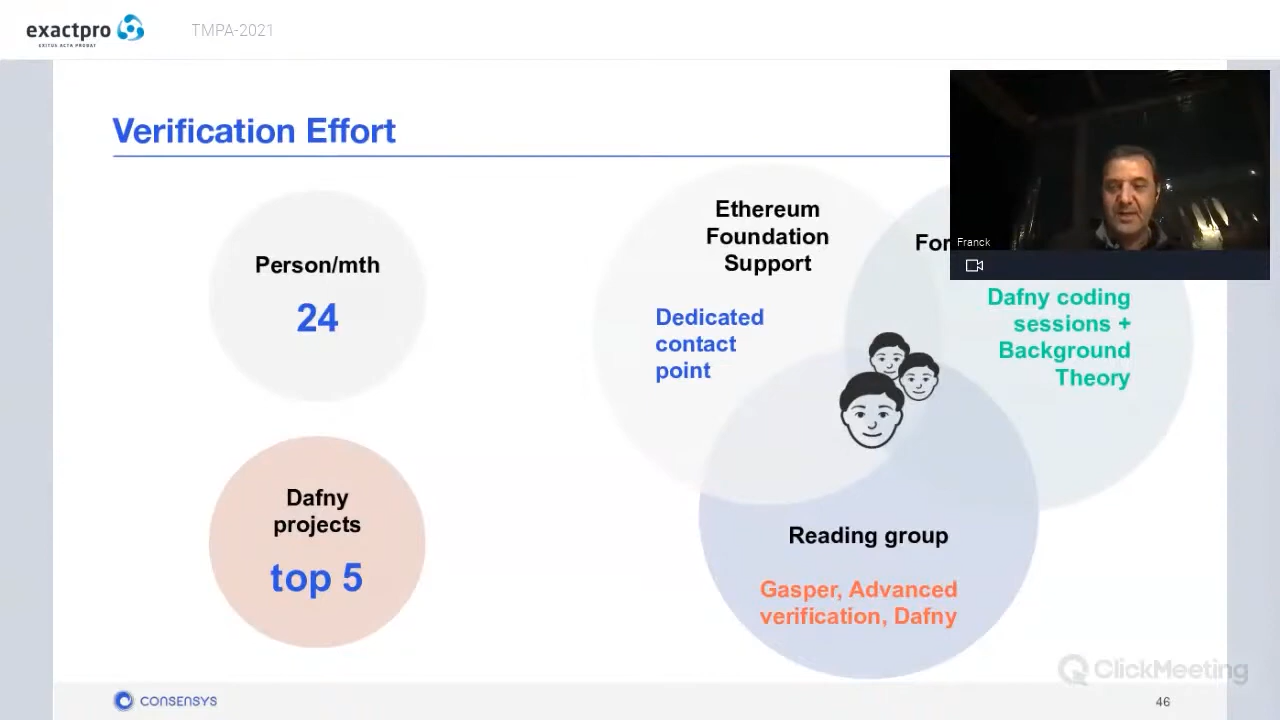 exactpro
EXITUS ACTA PROBAT
TMPA-2021
Verification Effort
Person/mth
24
Dafny
projects
top 5
Ethereum
Foundation
Support
Dedicated
contact
point
For
Franck
Dafny coding
sessions +
Background
Theory
Reading group
Gasper, Advanced
verification, Dafny
ClickMeeting
CONSENSYS
46